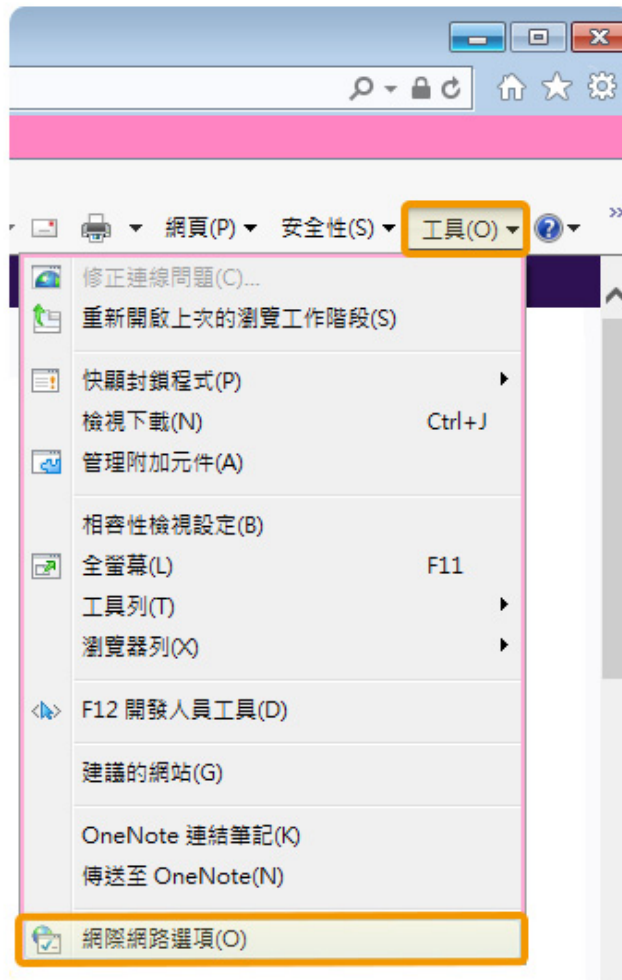 網頁(P) 安全性(S) 工具(O)
修正連線問題(C)...
重新開啟上次的瀏覽工作階段(S)
快顯封鎖程式(P)
檢視下載(N) Ctrl+J
管理附加元件(A)
相容性檢視設定(B)
全螢幕(L) F11
工具列(T)
瀏覽器列(X)
F12 開發人員工具(D)
建議的網站(G)
OneNote 連結筆記(K)
傳送至 OneNote(N)
網際網路選項(O)